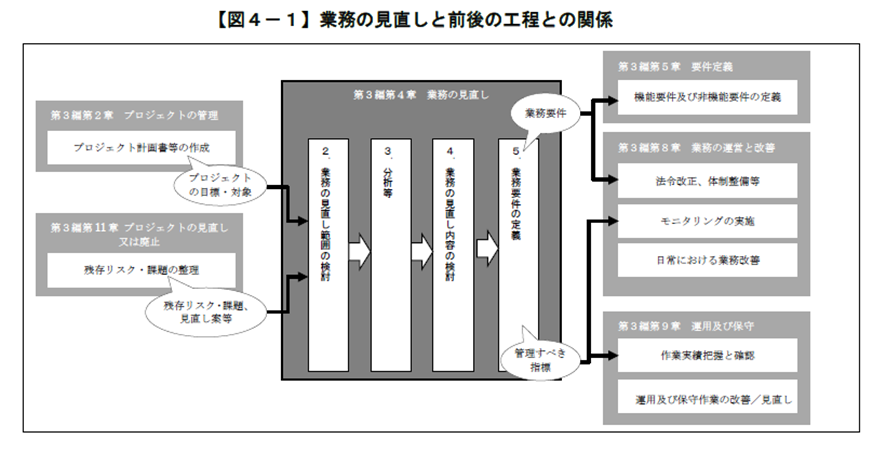 【図４－１】業務の見直しと前後の工程との関係
第３編第２章　プロジェクトの管理
プロジェクト計画書等の作成
プロジェクト
の目標・対象
第３編第11章 プロジェクトの見直し
又は廃止
残存リスク・課題の整理
残存リスク・課題、
見直し案等
第３編第４章　業務の見直し
２．業務の見直し範囲の検討
３．分析等
４．業務の見直し内容の検討
５．業務要件の定義
業務要件
管理すべき
指標
第３編第５章　要件定義
機能要件及び非機能要件の定義
第３編第８章　業務の運営と改善
法令改正、体制整備等
モニタリングの実施
日常における業務改善
第３編第９章　運用及び保守
作業実績把握と確認
運用及び保守作業の改善／見直し